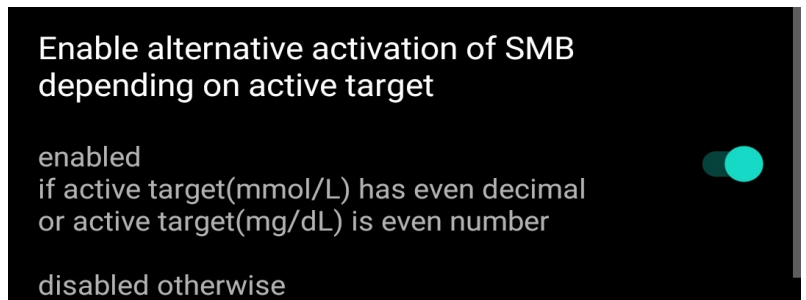 Enable alternative activation of SMB
depending on active target
enabled
if active target(mmol/L) has even decimal
or active target(mg/dL) is even number
disabled otherwise